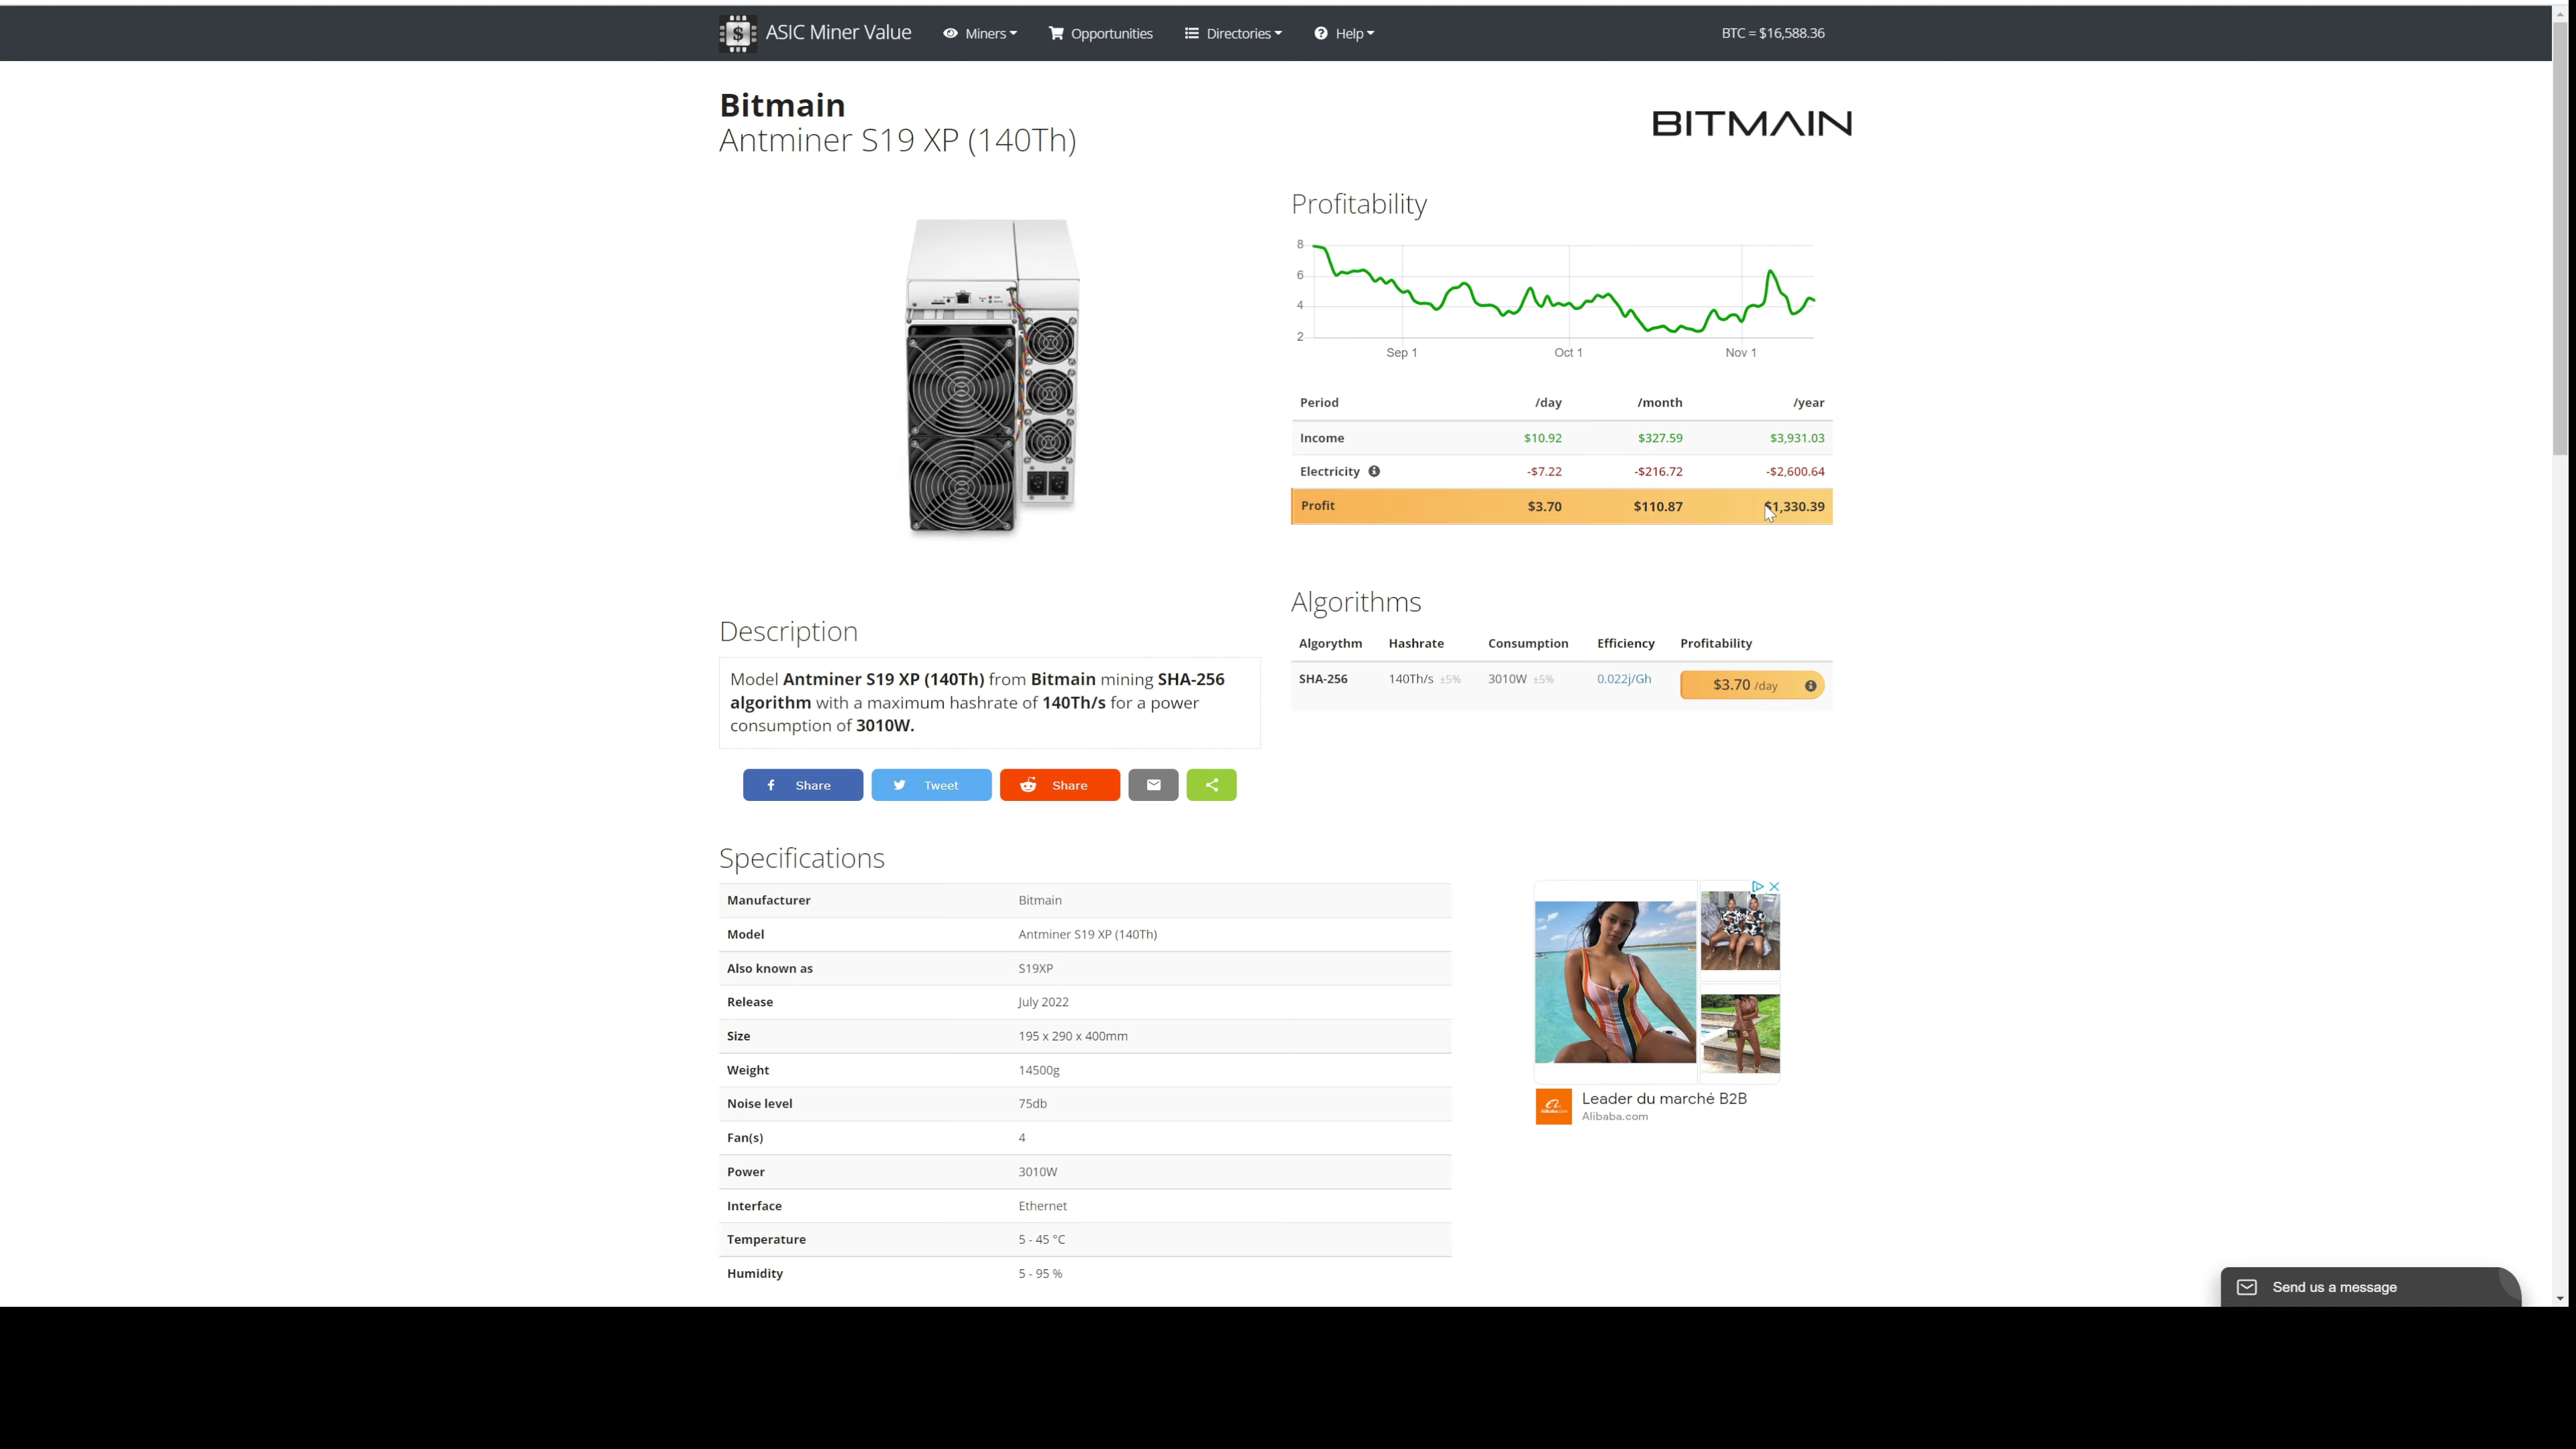 ASIC Miner Value Miners Opportunities Directories Help BTC = $16,588.36
Bitmain
Antminer S19 XP (140Th)
BITMAIN
Profitability
8
6
4
2
Sep 1 Oct 1 Nov 1
Period /day /month /year
Income $10.92 $327.59 $3,931.03
Electricity -$7.22 -$216.72 -$2,600.64
Profit $3.70 $110.87 $1,330.39
Algorithms
Algorythm Hashrate Consumption Efficiency Profitability
SHA-256 140Th/s ±5% 3010W ±5% 0.022j/Gh $3.70 /day
Description
Model Antminer S19 XP (140Th) from Bitmain mining SHA-256
algorithm with a maximum hashrate of 140Th/s for a power
consumption of 3010W.
Share Tweet Share
Specifications
Manufacturer Bitmain
Model Antminer S19 XP (140Th)
Also known as S19XP
Release July 2022
Size 195 x 290 x 400mm
Weight 14500g
Noise level 75db
Fan(s) 4
Power 3010W
Interface Ethernet
Temperature 5 - 45 °C
Humidity 5 - 95 %
Leader du marché B2B
Alibaba.com
Send us a message